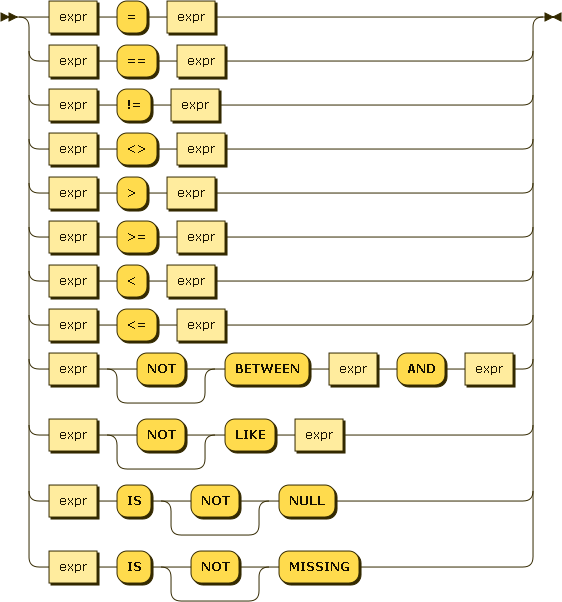 expr = expr
expr == expr
expr != expr
expr <> expr
expr > expr
expr >= expr
expr < expr
expr <= expr
expr NOT BETWEEN expr AND expr
expr NOT LIKE expr
expr IS NOT NULL
expr IS NOT MISSING